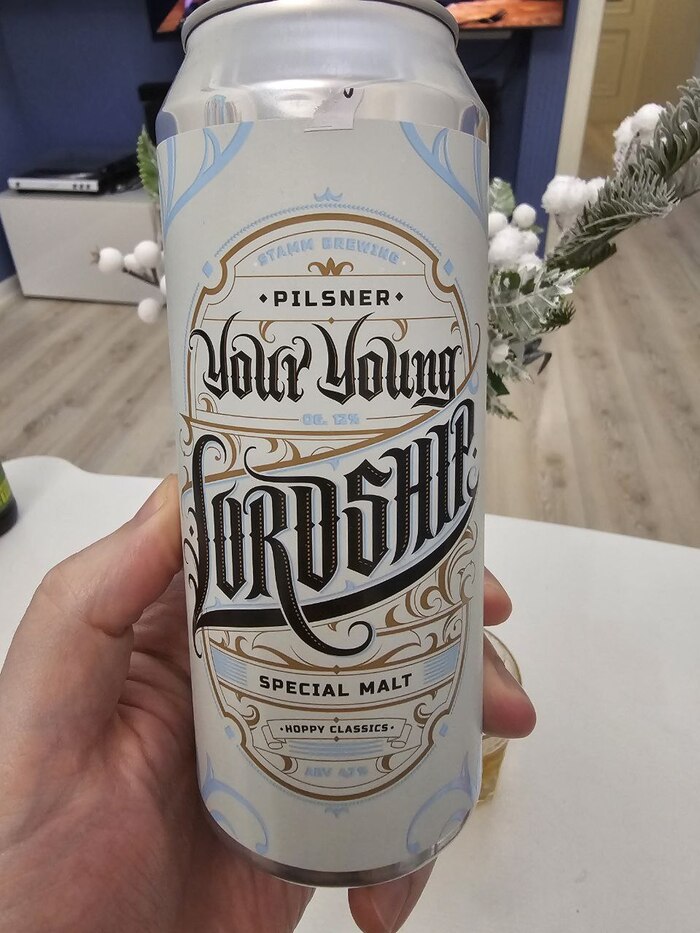 STAMM BREWING
PILSNER
Your Young
OG. 12%
LORDSHIP
SPECIAL MALT
HOPPY CLASSICS
ABV 4,7%